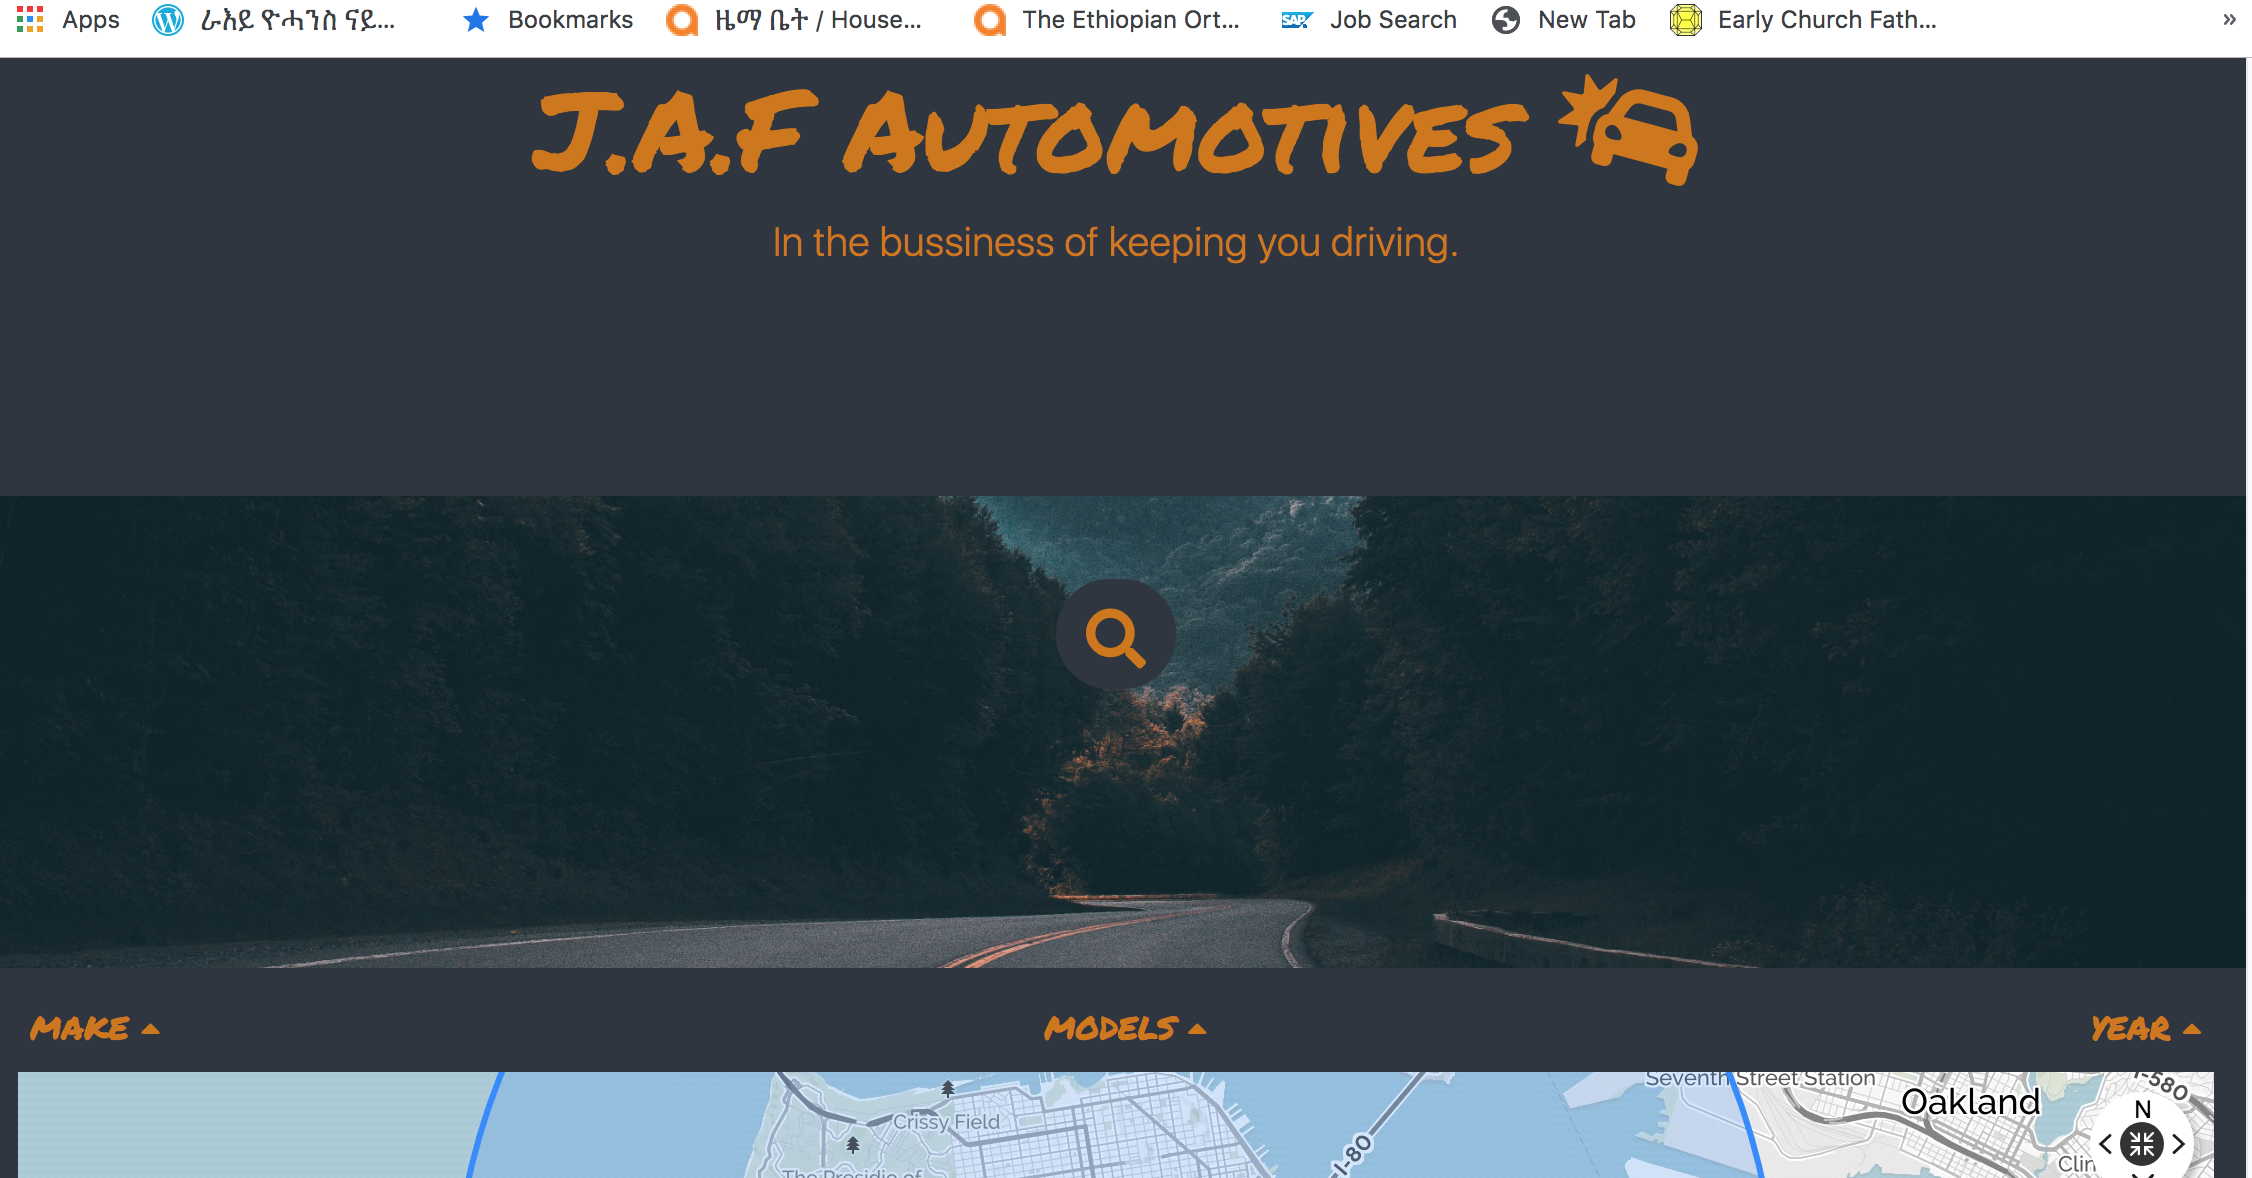 Apps ራእይ ዮሓንስ ናይ... Bookmarks ዜማ ቤት / House... The Ethiopian Ort... SAP Job Search New Tab Early Church Fath... »
J.A.F Automotives
In the bussiness of keeping you driving.
MAKE MODELS YEAR
Seventh Street Station I-580
Oakland N
Crissy Field
I-80
Clin
The Presidio of